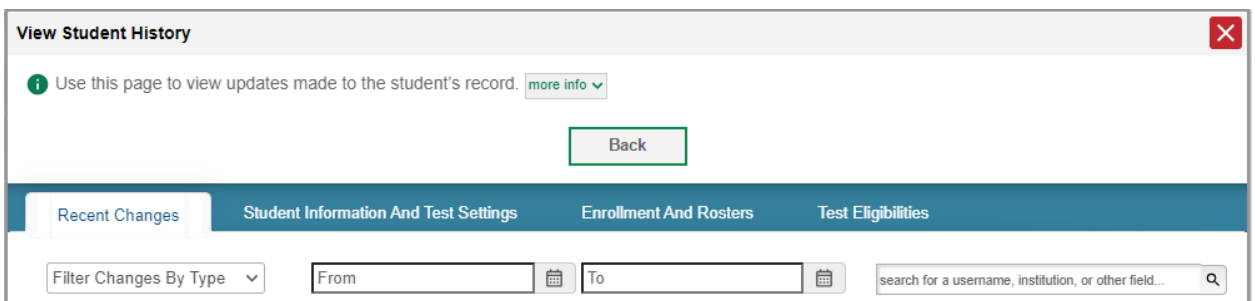 View Student History
Use this page to view updates made to the student's record. more info
Back
Recent Changes Student Information And Test Settings Enrollment And Rosters Test Eligibilities
Filter Changes By Type From To search for a username, institution, or other field...